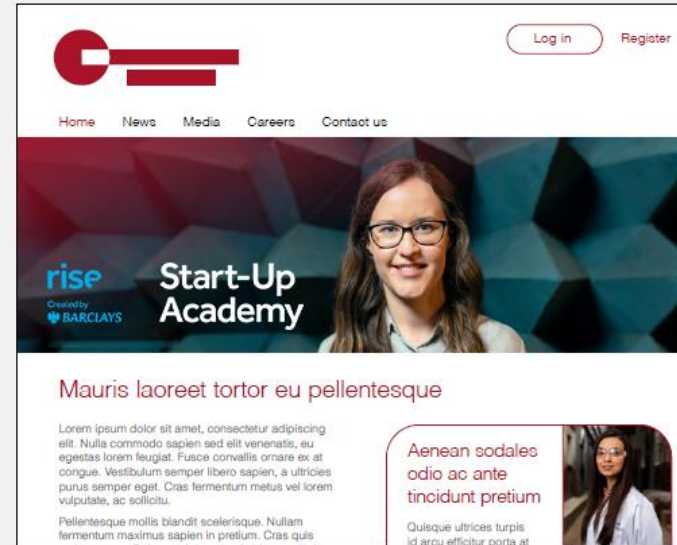 Log in
Register
Home News Media Careers Contact us
rise
Created by
BARCLAYS
Start-Up
Academy
Mauris laoreet tortor eu pellentesque
Lorem ipsum dolor sit amet, consectetur adipiscing
elit. Nulla commodo sapien sed elit venenatis, eu
egestas lorem feugiat. Fusce convallis ornare ex at
congue. Vestibulum semper libero sapien, a ultricies
purus semper eget. Cras fermentum metus vel lorem
vulputate, ac sollicitu.
Pellentesque mollis blandit scelerisque. Nullam
fermentum maximus sapien in pretium. Cras quis
Aenean sodales
odio ac ante
tincidunt pretium
Quisque ultrices turpis
id arcu efficitur porta at